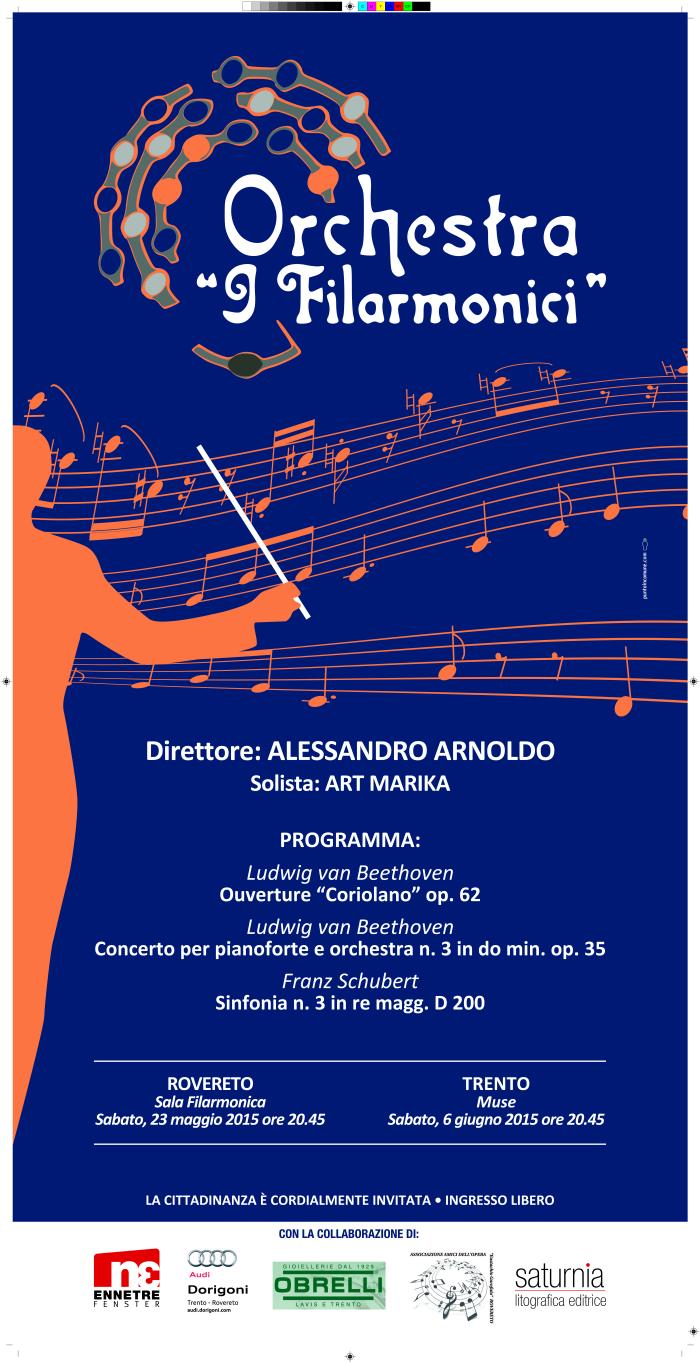 Orchestra
"I Filarmonici"
puntoincomune.com
Direttore: ALESSANDRO ARNOLDO
Solista: ART MARIKA
PROGRAMMA:
Ludwig van Beethoven
Ouverture "Coriolano" op. 62
Ludwig van Beethoven
Concerto per pianoforte e orchestra n. 3 in do min. op. 35
Franz Schubert
Sinfonia n. 3 in re magg. D 200
ROVERETO
Sala Filarmonica
Sabato, 23 maggio 2015 ore 20.45
TRENTO
Muse
Sabato, 6 giugno 2015 ore 20.45
LA CITTADINANZA È CORDIALMENTE INVITATA • INGRESSO LIBERO
CON LA COLLABORAZIONE DI:
ne
ENNETRE
FENSTER
Audi
Dorigoni
Trento - Rovereto
audi.dorigoni.com
GIOIELLERIE DAL 1929
OBRELLI
LAVIS E TRENTO
ASSOCIAZIONE AMICI DELL'OPERA
ROVERETO
saturnia
litografica editrice